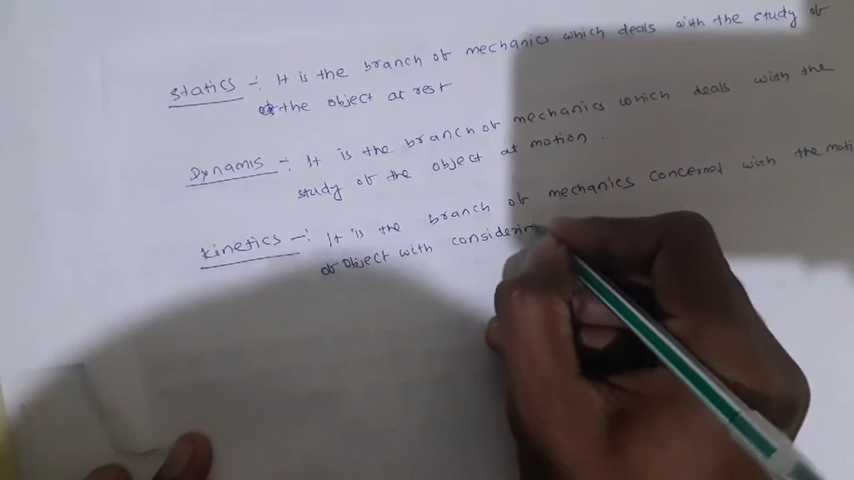 Statics -: It is the branch of mechanics which deals with the study of
the object at rest
Dynamis -: It is the branch of mechanics which deals with the
study of the object at motion.
Kinetics -: It is the branch of mechanics concerned with the moti
of object with considerin